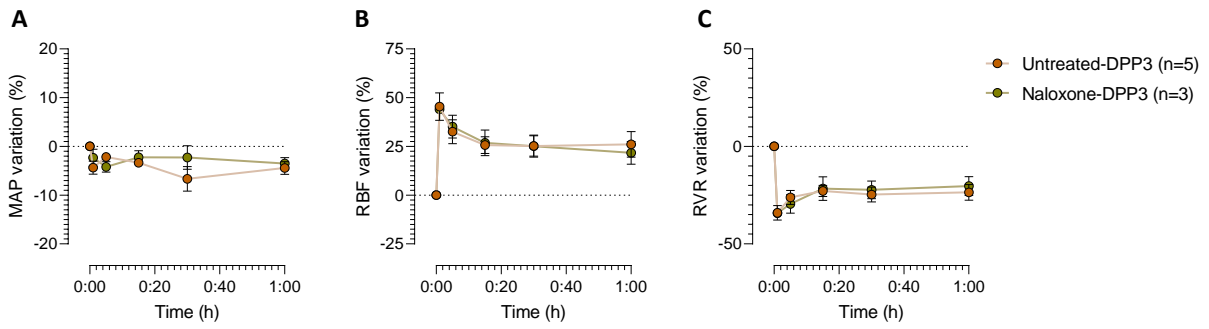 A
B
C
MAP variation (%)
20
10
0
-10
-20
0:00 0:20 0:40 1:00
Time (h)
RBF variation (%)
75
50
25
0
-25
0:00 0:20 0:40 1:00
Time (h)
RVR variation (%)
50
0
-50
0:00 0:20 0:40 1:00
Time (h)
Untreated-DPP3 (n=5)
Naloxone-DPP3 (n=3)